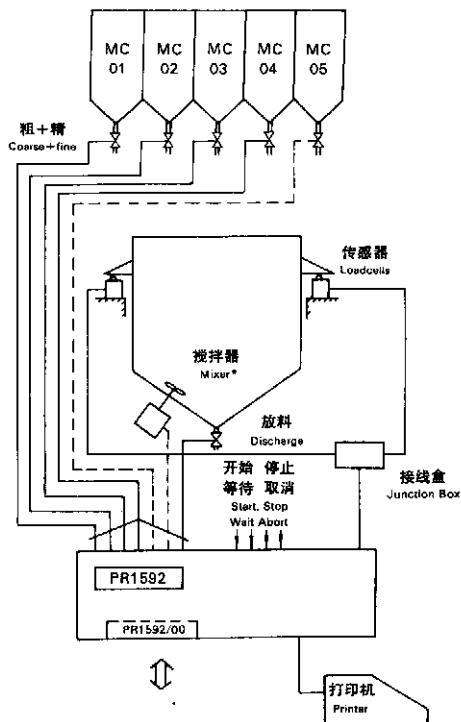 MC MC MC MC MC
01 02 03 04 05
粗+精
Coarse+fine
传感器
Loadcells
搅拌器
Mixer*
放料
Discharge
开始 停止
等待 取消
Start, Stop
Wait Abort
接线盒
Junction Box
PR1592
PR1592/00
打印机
Printer